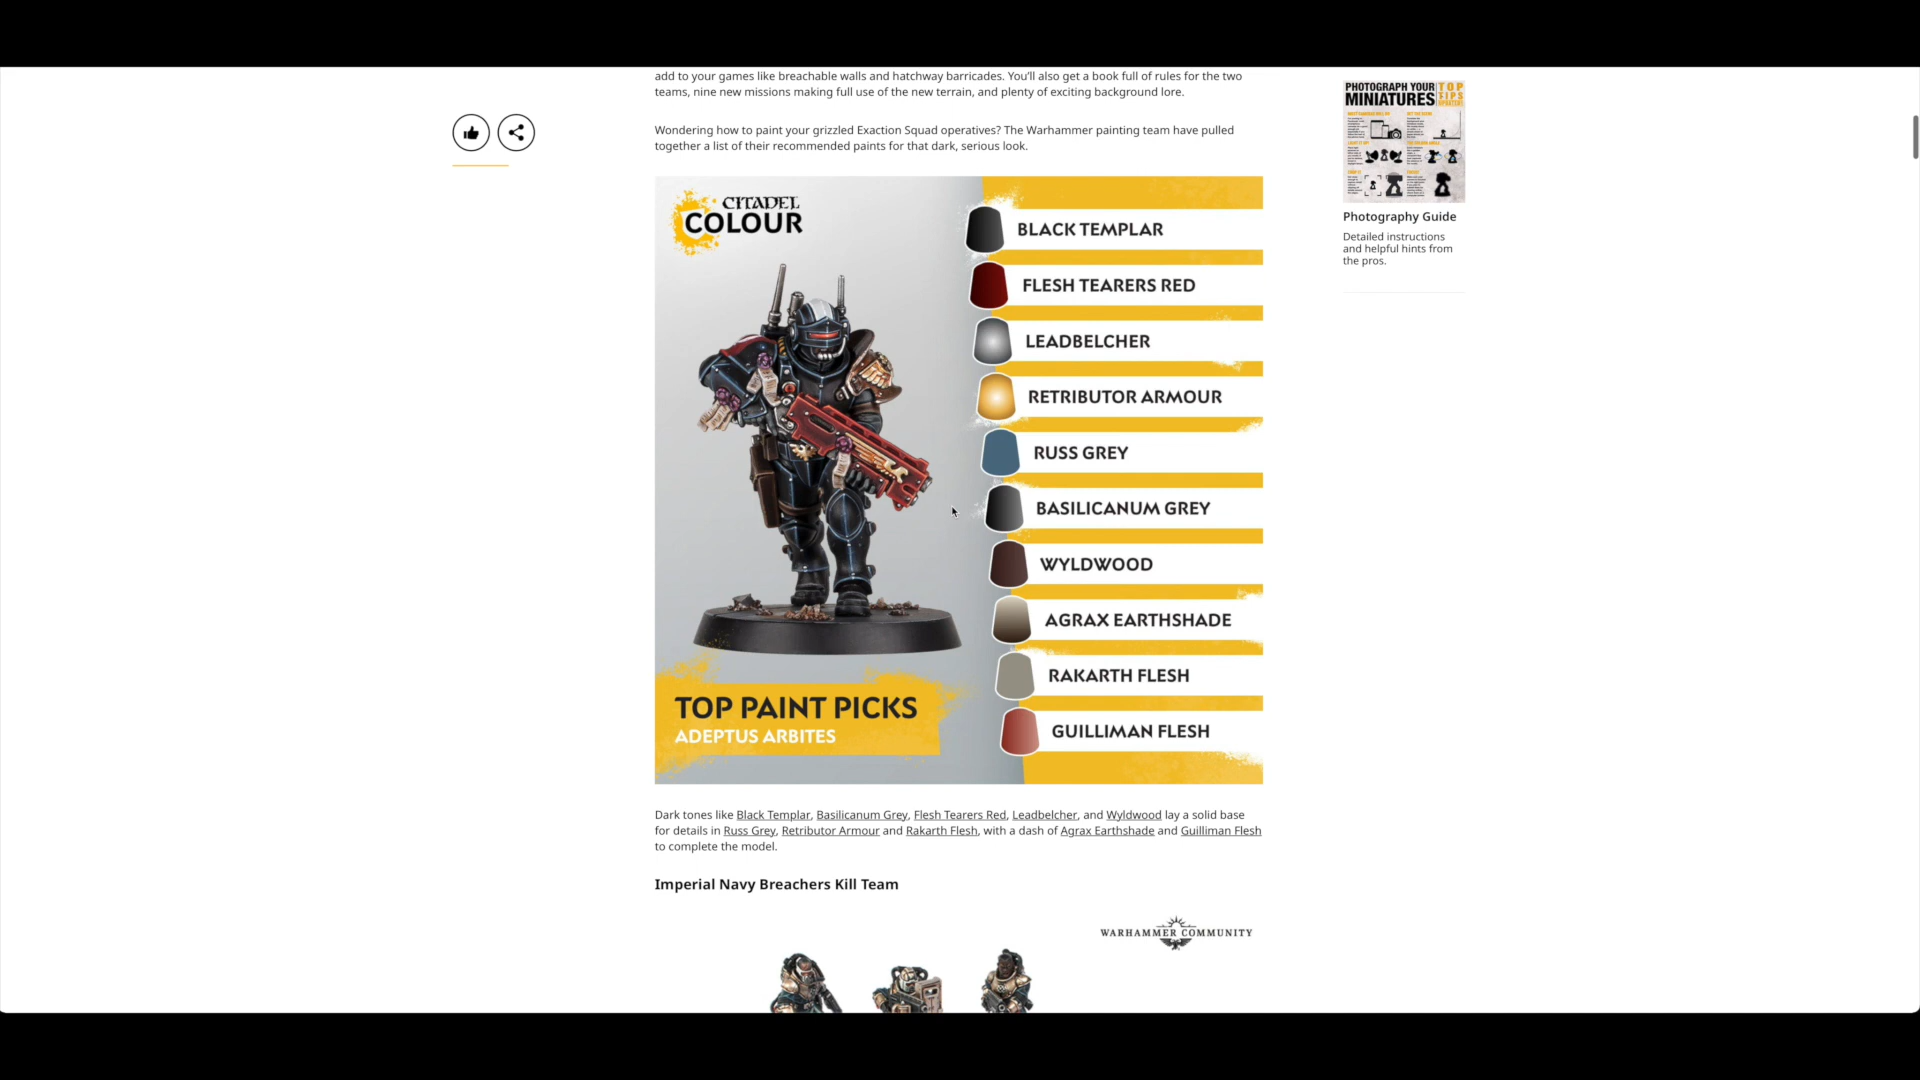 add to your games like breachable walls and hatchway barricades. You'll also get a book full of rules for the two
teams, nine new missions making full use of the new terrain, and plenty of exciting background lore.
Wondering how to paint your grizzled Exaction Squad operatives? The Warhammer painting team have pulled
together a list of their recommended paints for that dark, serious look.
CITADEL
COLOUR
BLACK TEMPLAR
FLESH TEARERS RED
LEADBELCHER
RETRIBUTOR ARMOUR
RUSS GREY
BASILICANUM GREY
WYLDWOOD
AGRAX EARTHSHADE
RAKARTH FLESH
GUILLIMAN FLESH
TOP PAINT PICKS
ADEPTUS ARBITES
Dark tones like Black Templar, Basilicanum Grey, Flesh Tearers Red, Leadbelcher, and Wyldwood lay a solid base
for details in Russ Grey, Retributor Armour and Rakarth Flesh, with a dash of Agrax Earthshade and Guilliman Flesh
to complete the model.
Imperial Navy Breachers Kill Team
WARHAMMER COMMUNITY
PHOTOGRAPH YOUR
MINIATURES
TOP
TIPS
Photography Guide
Detailed instructions
and helpful hints from
the pros.